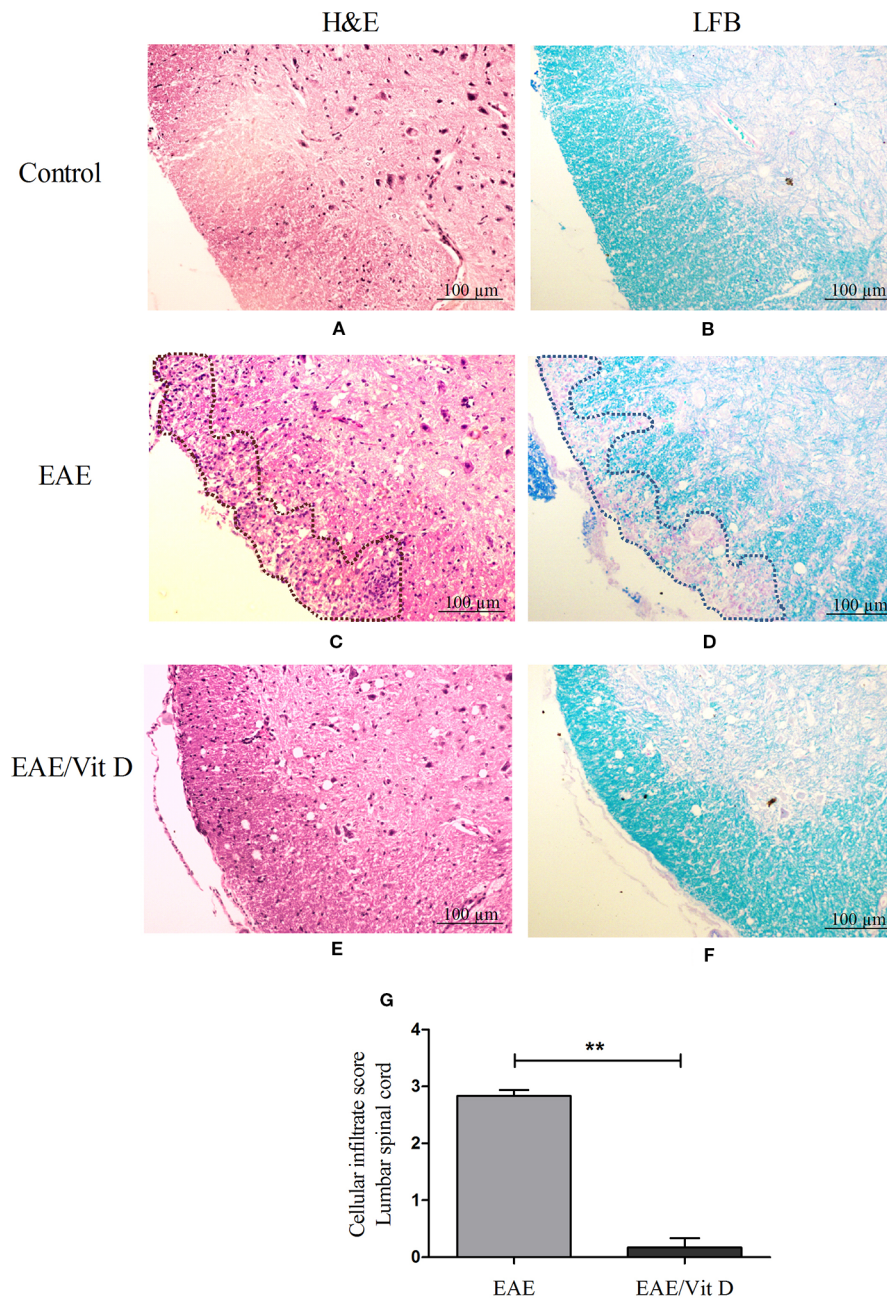 H&E LFB
Control
100 µm 100 µm
A B
EAE
100 µm 100 µm
C D
EAE/Vit D
100 µm 100 µm
E F
G
4
**
3
2
1
0
Cellular infiltrate score
Lumbar spinal cord
EAE EAE/Vit D